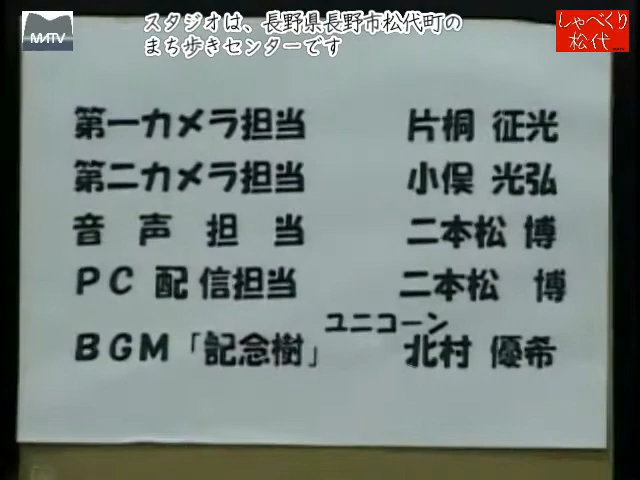 MATV
スタジオは、長野県長野市松代町の
まち歩きセンターです
しゃべくり
松代
第一カメラ担当 片桐 征光
第二カメラ担当 小俣 光弘
音声担当 二本松 博
PC配信担当 二本松 博
ユニコーン
BGM「記念樹」 北村 優希